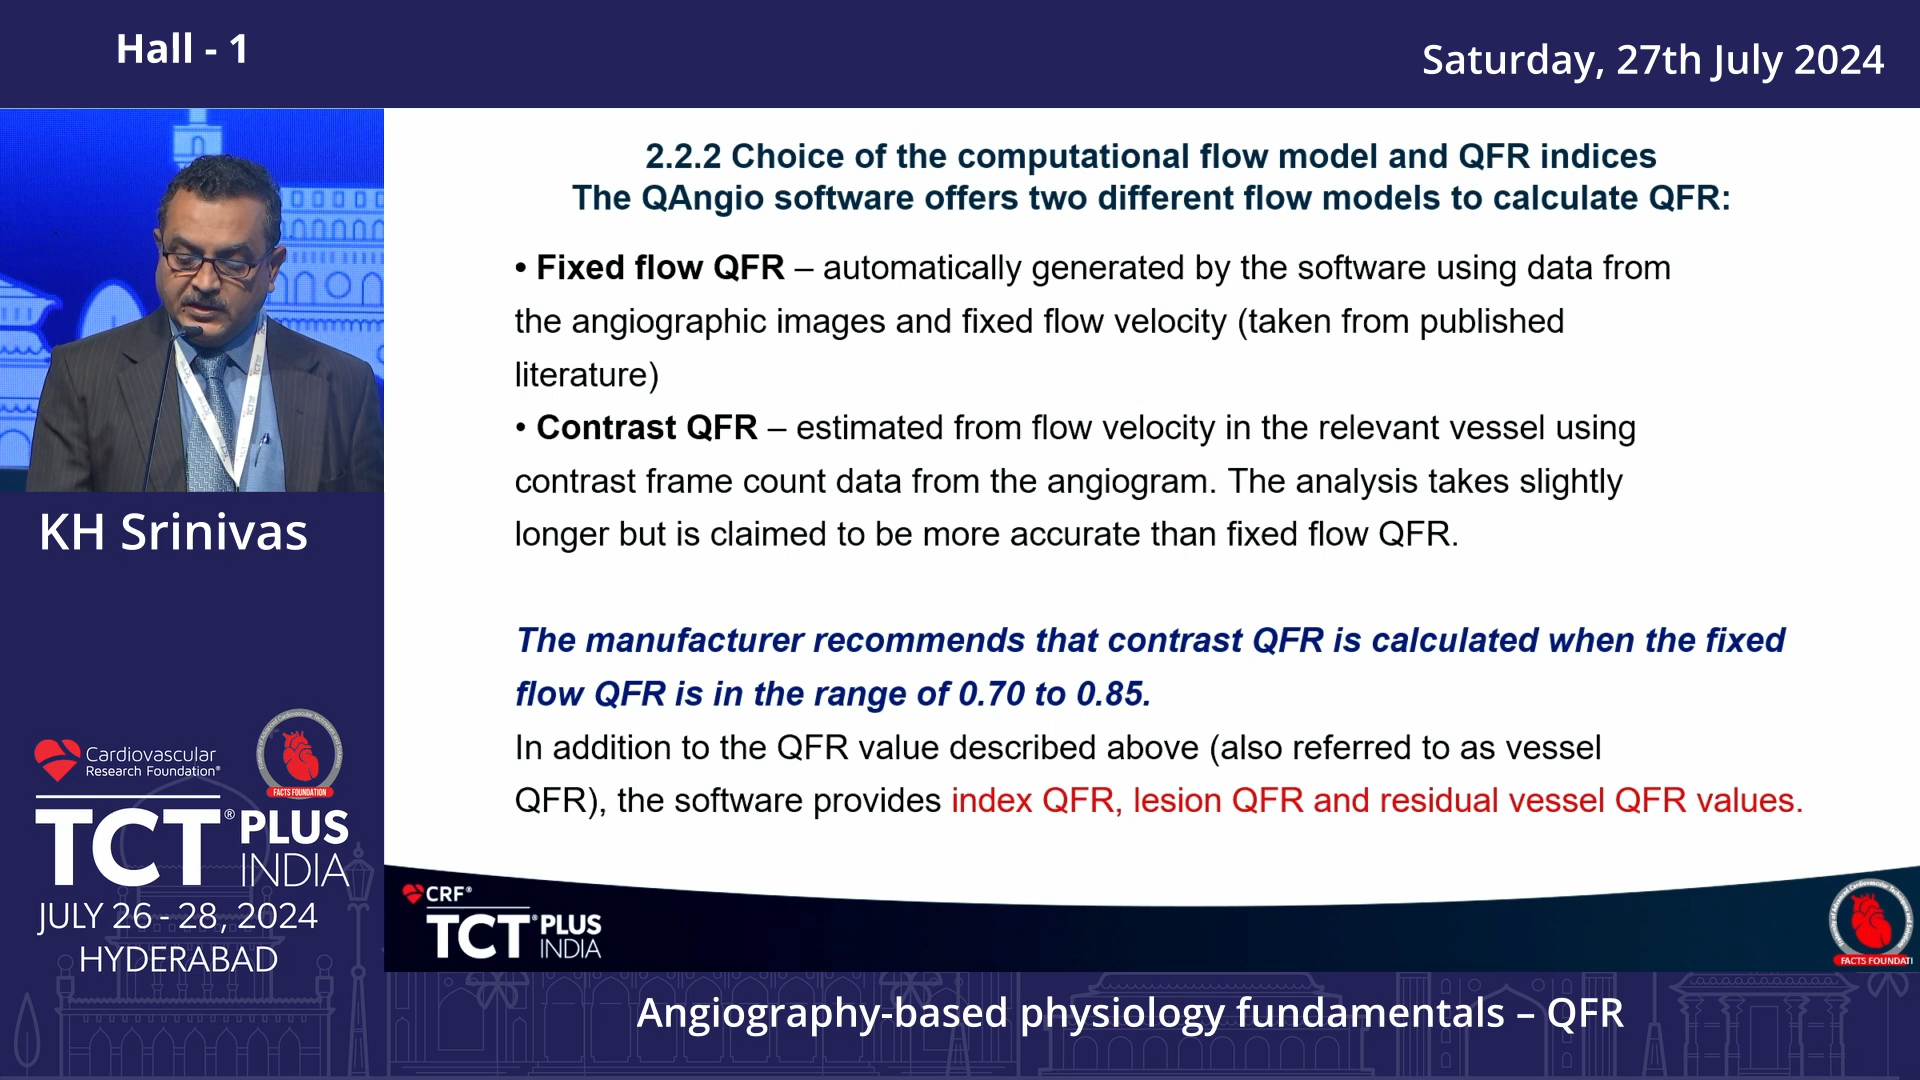 Hall - 1
Saturday, 27th July 2024
2.2.2 Choice of the computational flow model and QFR indices
The QAngio software offers two different flow models to calculate QFR:
• Fixed flow QFR – automatically generated by the software using data from
the angiographic images and fixed flow velocity (taken from published
literature)
• Contrast QFR – estimated from flow velocity in the relevant vessel using
contrast frame count data from the angiogram. The analysis takes slightly
longer but is claimed to be more accurate than fixed flow QFR.
The manufacturer recommends that contrast QFR is calculated when the fixed
flow QFR is in the range of 0.70 to 0.85.
In addition to the QFR value described above (also referred to as vessel
QFR), the software provides index QFR, lesion QFR and residual vessel QFR values.
KH Srinivas
Cardiovascular
Research Foundation®
FACTS FOUNDATION
TCT® PLUS
INDIA
JULY 26 - 28, 2024
HYDERABAD
CRF®
TCT® PLUS
INDIA
FACTS FOUNDATI
Angiography-based physiology fundamentals – QFR